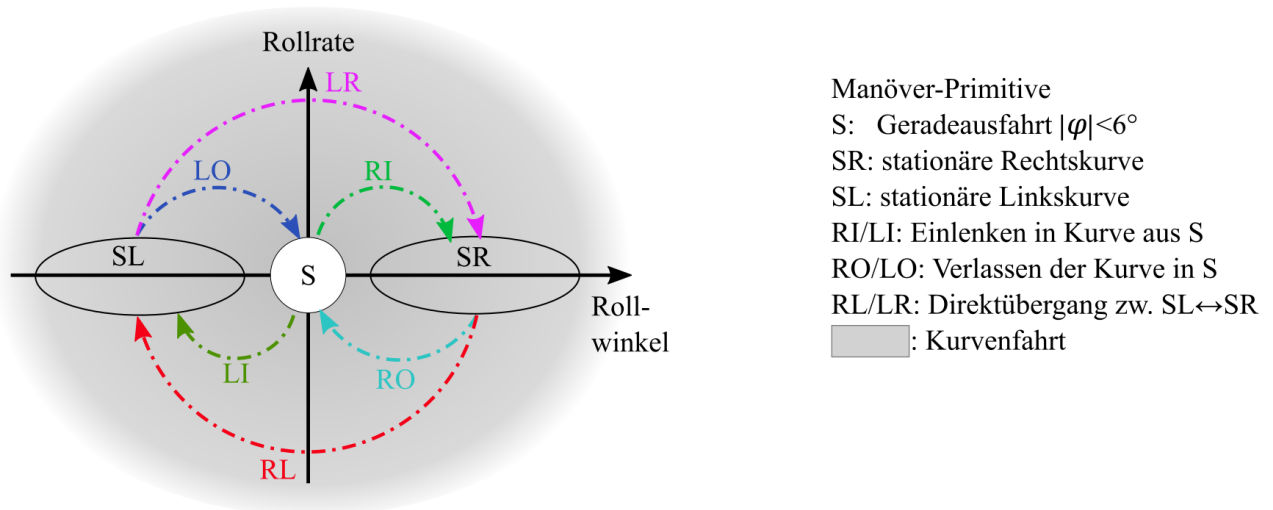 Rollrate
LR
LO
RI
SL
S
SR
Roll-
winkel
LI
RO
RL
Manöver-Primitive
S: Geradeausfahrt |φ|<6°
SR: stationäre Rechtskurve
SL: stationäre Linkskurve
RI/LI: Einlenken in Kurve aus S
RO/LO: Verlassen der Kurve in S
RL/LR: Direktübergang zw. SL↔SR
: Kurvenfahrt